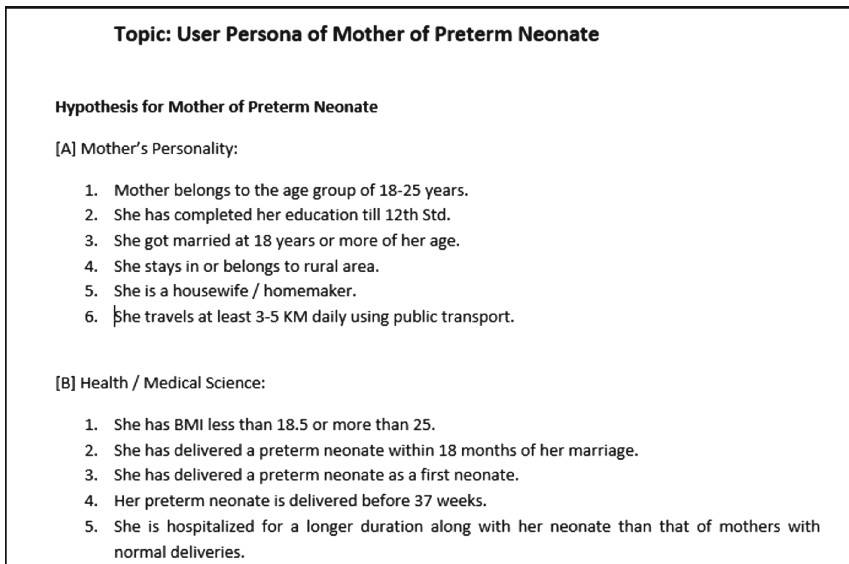 Topic: User Persona of Mother of Preterm Neonate
Hypothesis for Mother of Preterm Neonate
[A] Mother's Personality:
1. Mother belongs to the age group of 18-25 years.
2. She has completed her education till 12th Std.
3. She got married at 18 years or more of her age.
4. She stays in or belongs to rural area.
5. She is a housewife / homemaker.
6. She travels at least 3-5 KM daily using public transport.
[B] Health / Medical Science:
1. She has BMI less than 18.5 or more than 25.
2. She has delivered a preterm neonate within 18 months of her marriage.
3. She has delivered a preterm neonate as a first neonate.
4. Her preterm neonate is delivered before 37 weeks.
5. She is hospitalized for a longer duration along with her neonate than that of mothers with
normal deliveries.